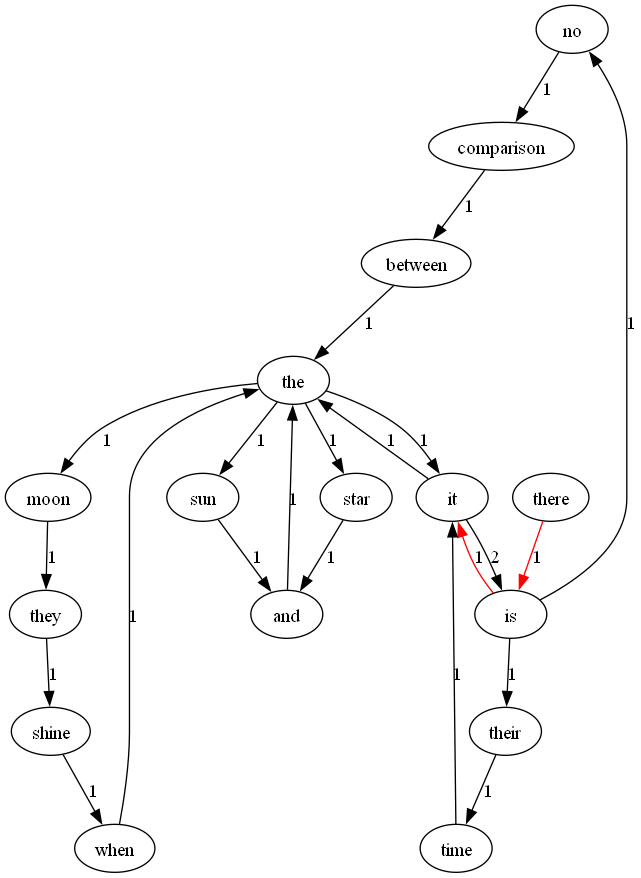 no
1
comparison
1
between
1
1
the
1 1 1 1 1
moon sun star it there
1 1 1 1 1 2 1
they and is
1 1 1 1
shine their
1 1
when time